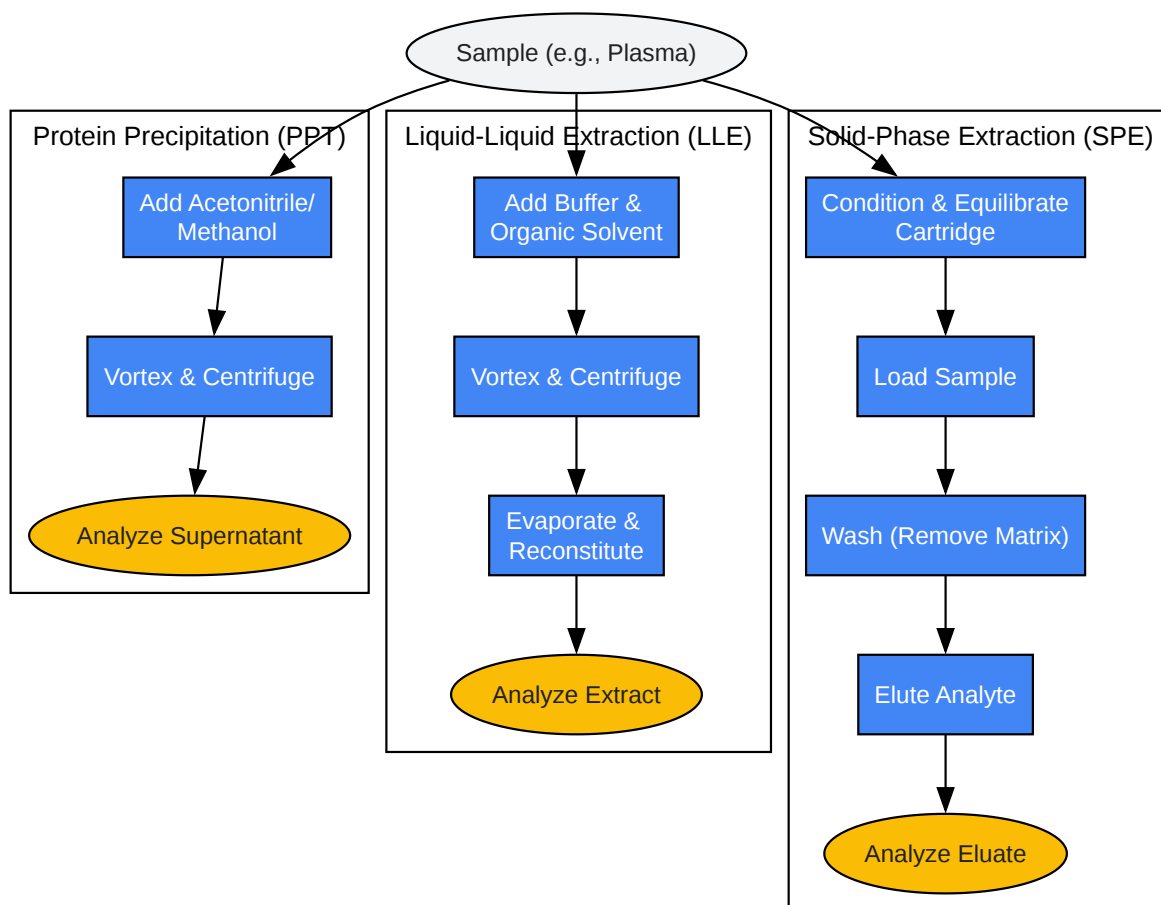 Sample (e.g., Plasma)
Protein Precipitation (PPT)
Add Acetonitrile/
Methanol
Vortex & Centrifuge
Analyze Supernatant
Liquid-Liquid Extraction (LLE)
Add Buffer &
Organic Solvent
Vortex & Centrifuge
Evaporate &
Reconstitute
Analyze Extract
Solid-Phase Extraction (SPE)
Condition & Equilibrate
Cartridge
Load Sample
Wash (Remove Matrix)
Elute Analyte
Analyze Eluate